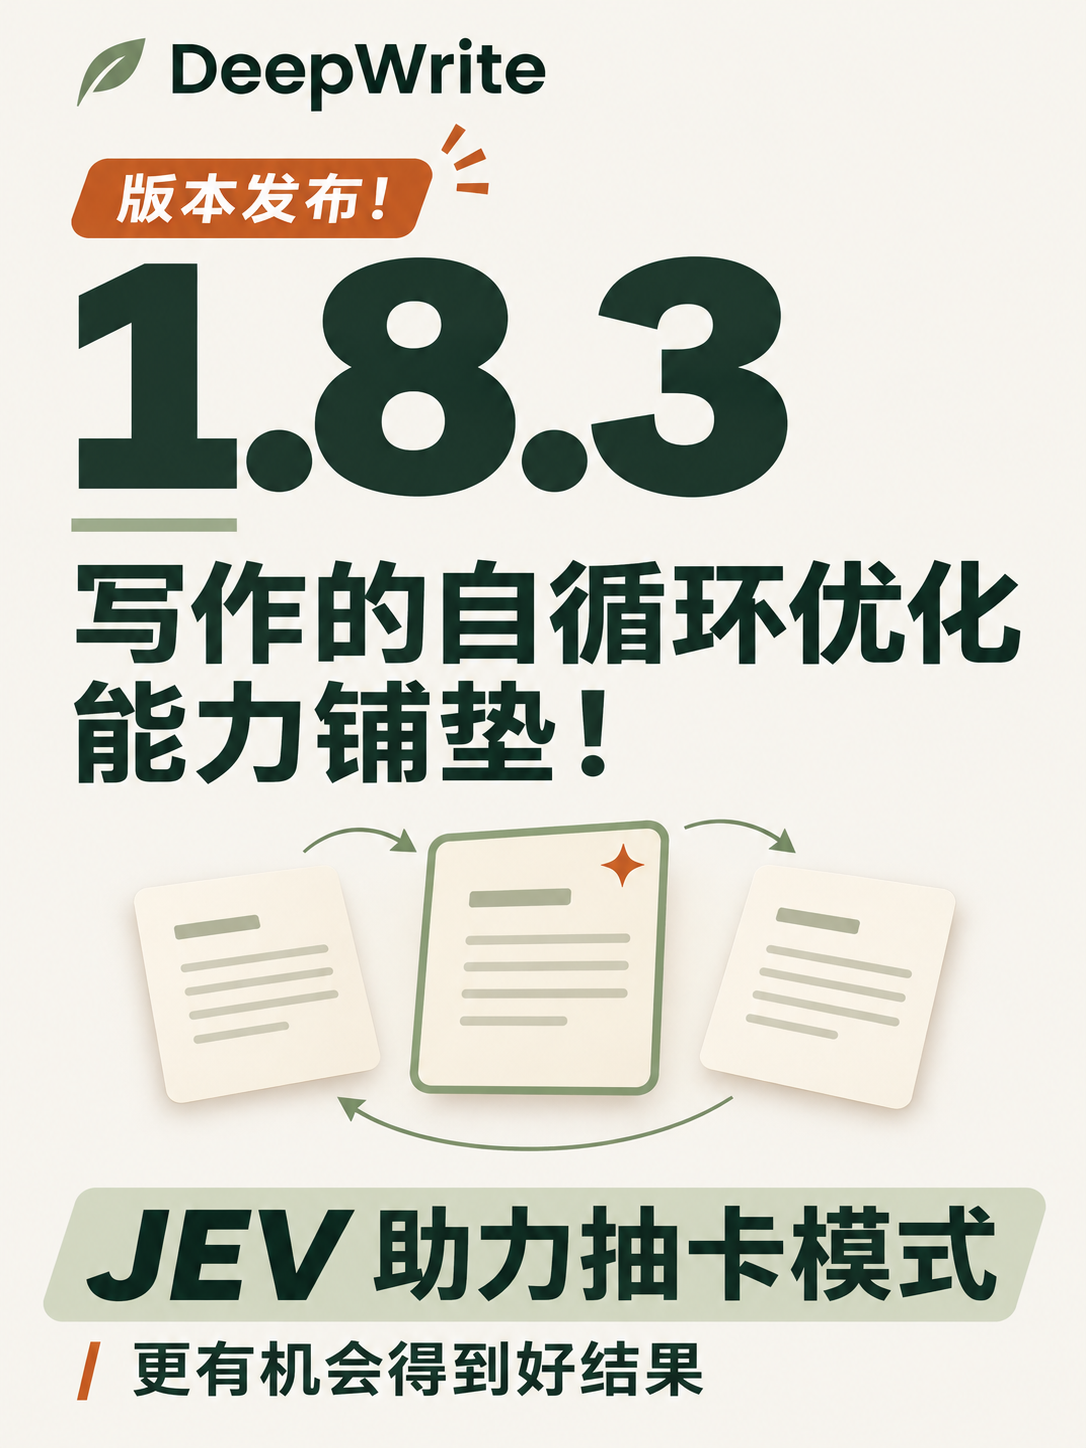 DeepWrite
版本发布!
1.8.3
写作的自循环优化
能力铺垫!
JEV 助力抽卡模式
更有机会得到好结果